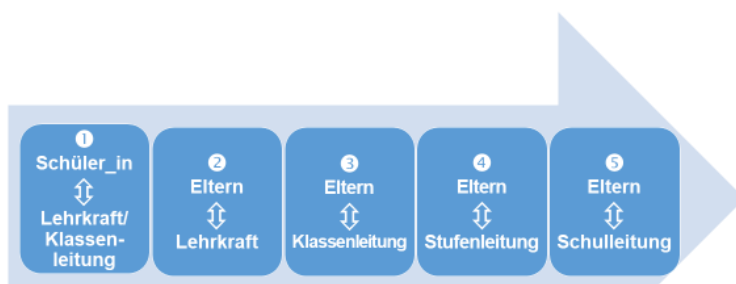 ❶
Schüler_in
Lehrkraft/
Klassen-
leitung
❷
Eltern
Lehrkraft
❸
Eltern
Klassenleitung
❹
Eltern
Stufenleitung
❺
Eltern
Schulleitung